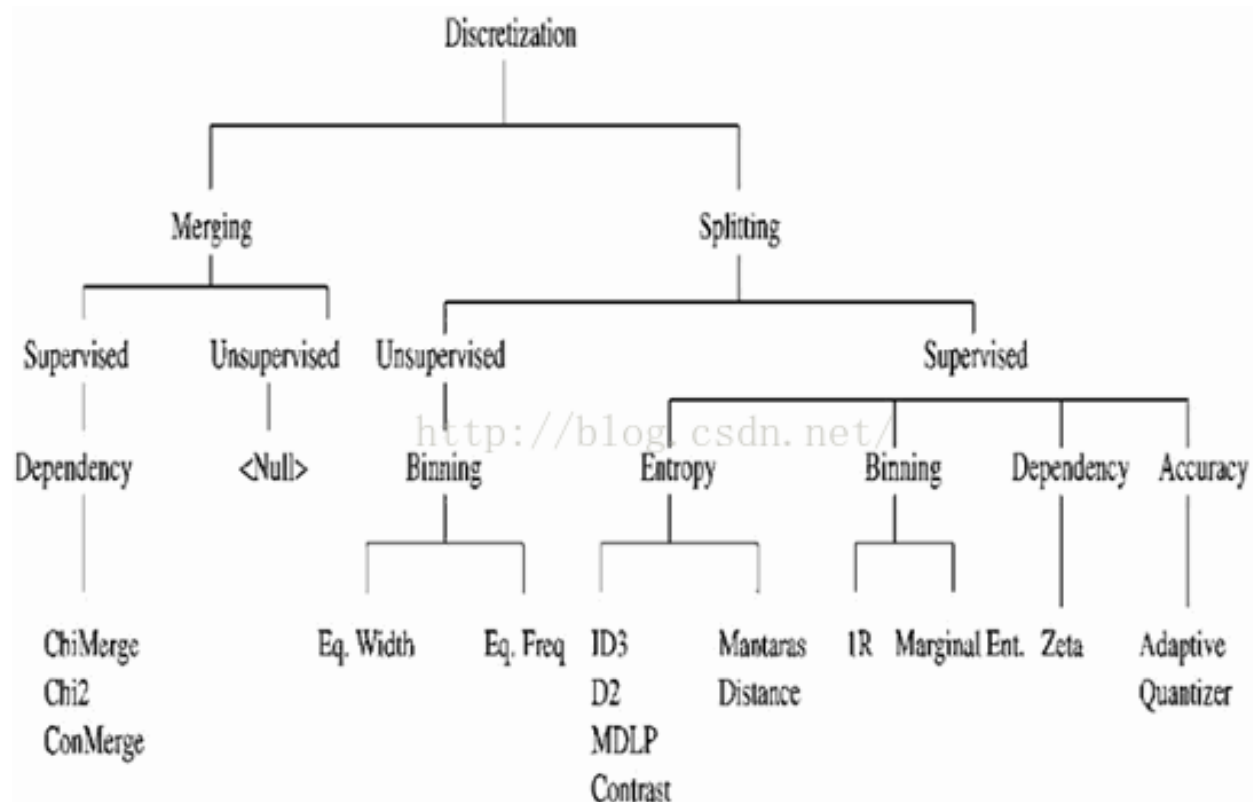 Discretization
Merging
Splitting
Supervised
Unsupervised
Unsupervised
Supervised
http://blog.csdn.net/
Dependency
<Null>
Binning
Entropy
Binning
Dependency
Accuracy
ChiMerge
Chi2
ConMerge
Eq. Width
Eq. Freq
ID3
D2
MDLP
Contrast
Mantaras
Distance
1R
Marginal Ent.
Zeta
Adaptive
Quantizer